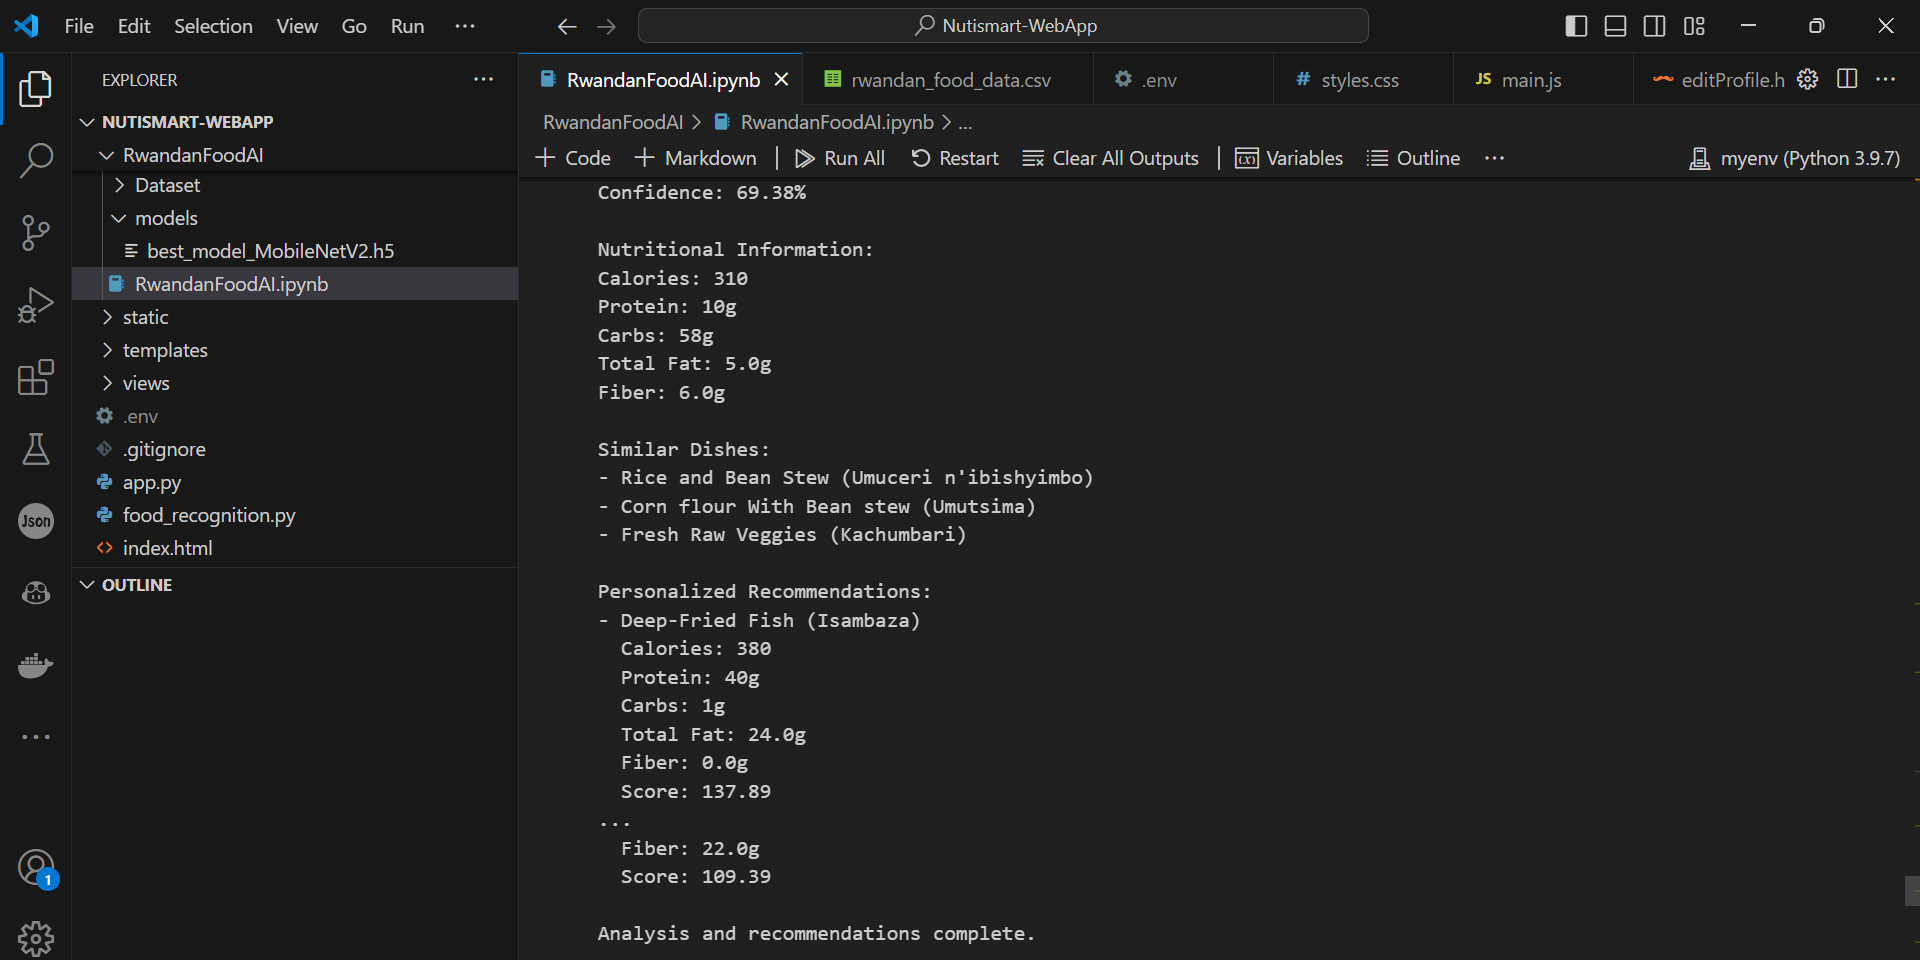 File Edit Selection View Go Run ···
Nutismart-WebApp
EXPLORER ···
NUTISMART-WEBAPP
RwandanFoodAI
Dataset
models
best_model_MobileNetV2.h5
RwandanFoodAI.ipynb
static
templates
views
.env
.gitignore
app.py
food_recognition.py
index.html
OUTLINE
Json
1
RwandanFoodAI.ipynb rwandan_food_data.csv .env # styles.css JS main.js editProfile.h ···
RwandanFoodAI > RwandanFoodAI.ipynb > ...
+ Code + Markdown | Run All Restart Clear All Outputs | (x) Variables Outline ··· myenv (Python 3.9.7)
Confidence: 69.38%
Nutritional Information:
Calories: 310
Protein: 10g
Carbs: 58g
Total Fat: 5.0g
Fiber: 6.0g
Similar Dishes:
- Rice and Bean Stew (Umuceri n'ibishyimbo)
- Corn flour With Bean stew (Umutsima)
- Fresh Raw Veggies (Kachumbari)
Personalized Recommendations:
- Deep-Fried Fish (Isambaza)
Calories: 380
Protein: 40g
Carbs: 1g
Total Fat: 24.0g
Fiber: 0.0g
Score: 137.89
...
Fiber: 22.0g
Score: 109.39
Analysis and recommendations complete.